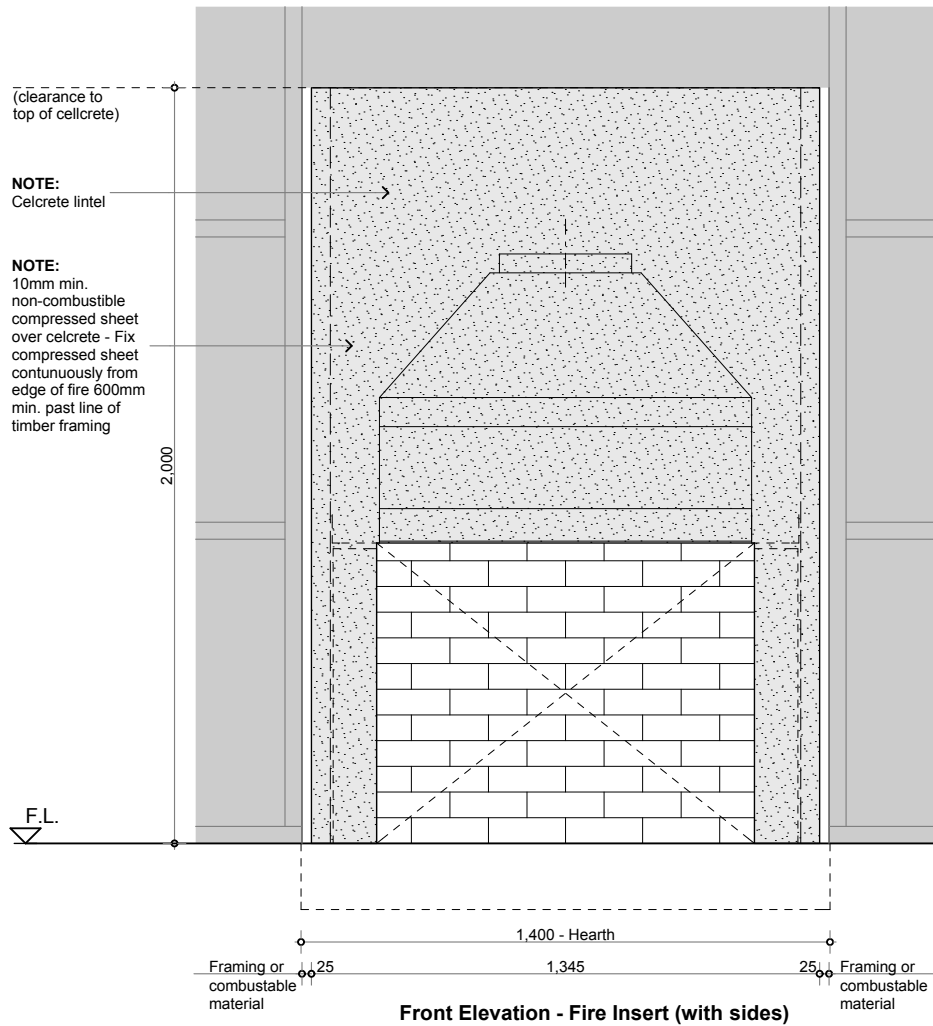 (clearance to
top of cellcrete)
NOTE:
Celcrete lintel
NOTE:
10mm min.
non-combustible
compressed sheet
over celcrete - Fix
compressed sheet
contunuously from
edge of fire 600mm
min. past line of
timber framing
2,000
F.L.
1,400 - Hearth
Framing or
combustable
material
25
1,345
25
Framing or
combustable
material
Front Elevation - Fire Insert (with sides)